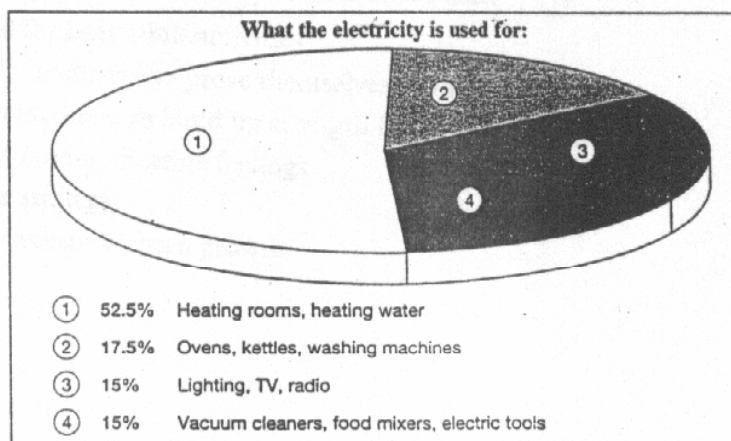 What the electricity is used for:
2
1
3
4
1 52.5% Heating rooms, heating water
2 17.5% Ovens, kettles, washing machines
3 15% Lighting, TV, radio
4 15% Vacuum cleaners, food mixers, electric tools